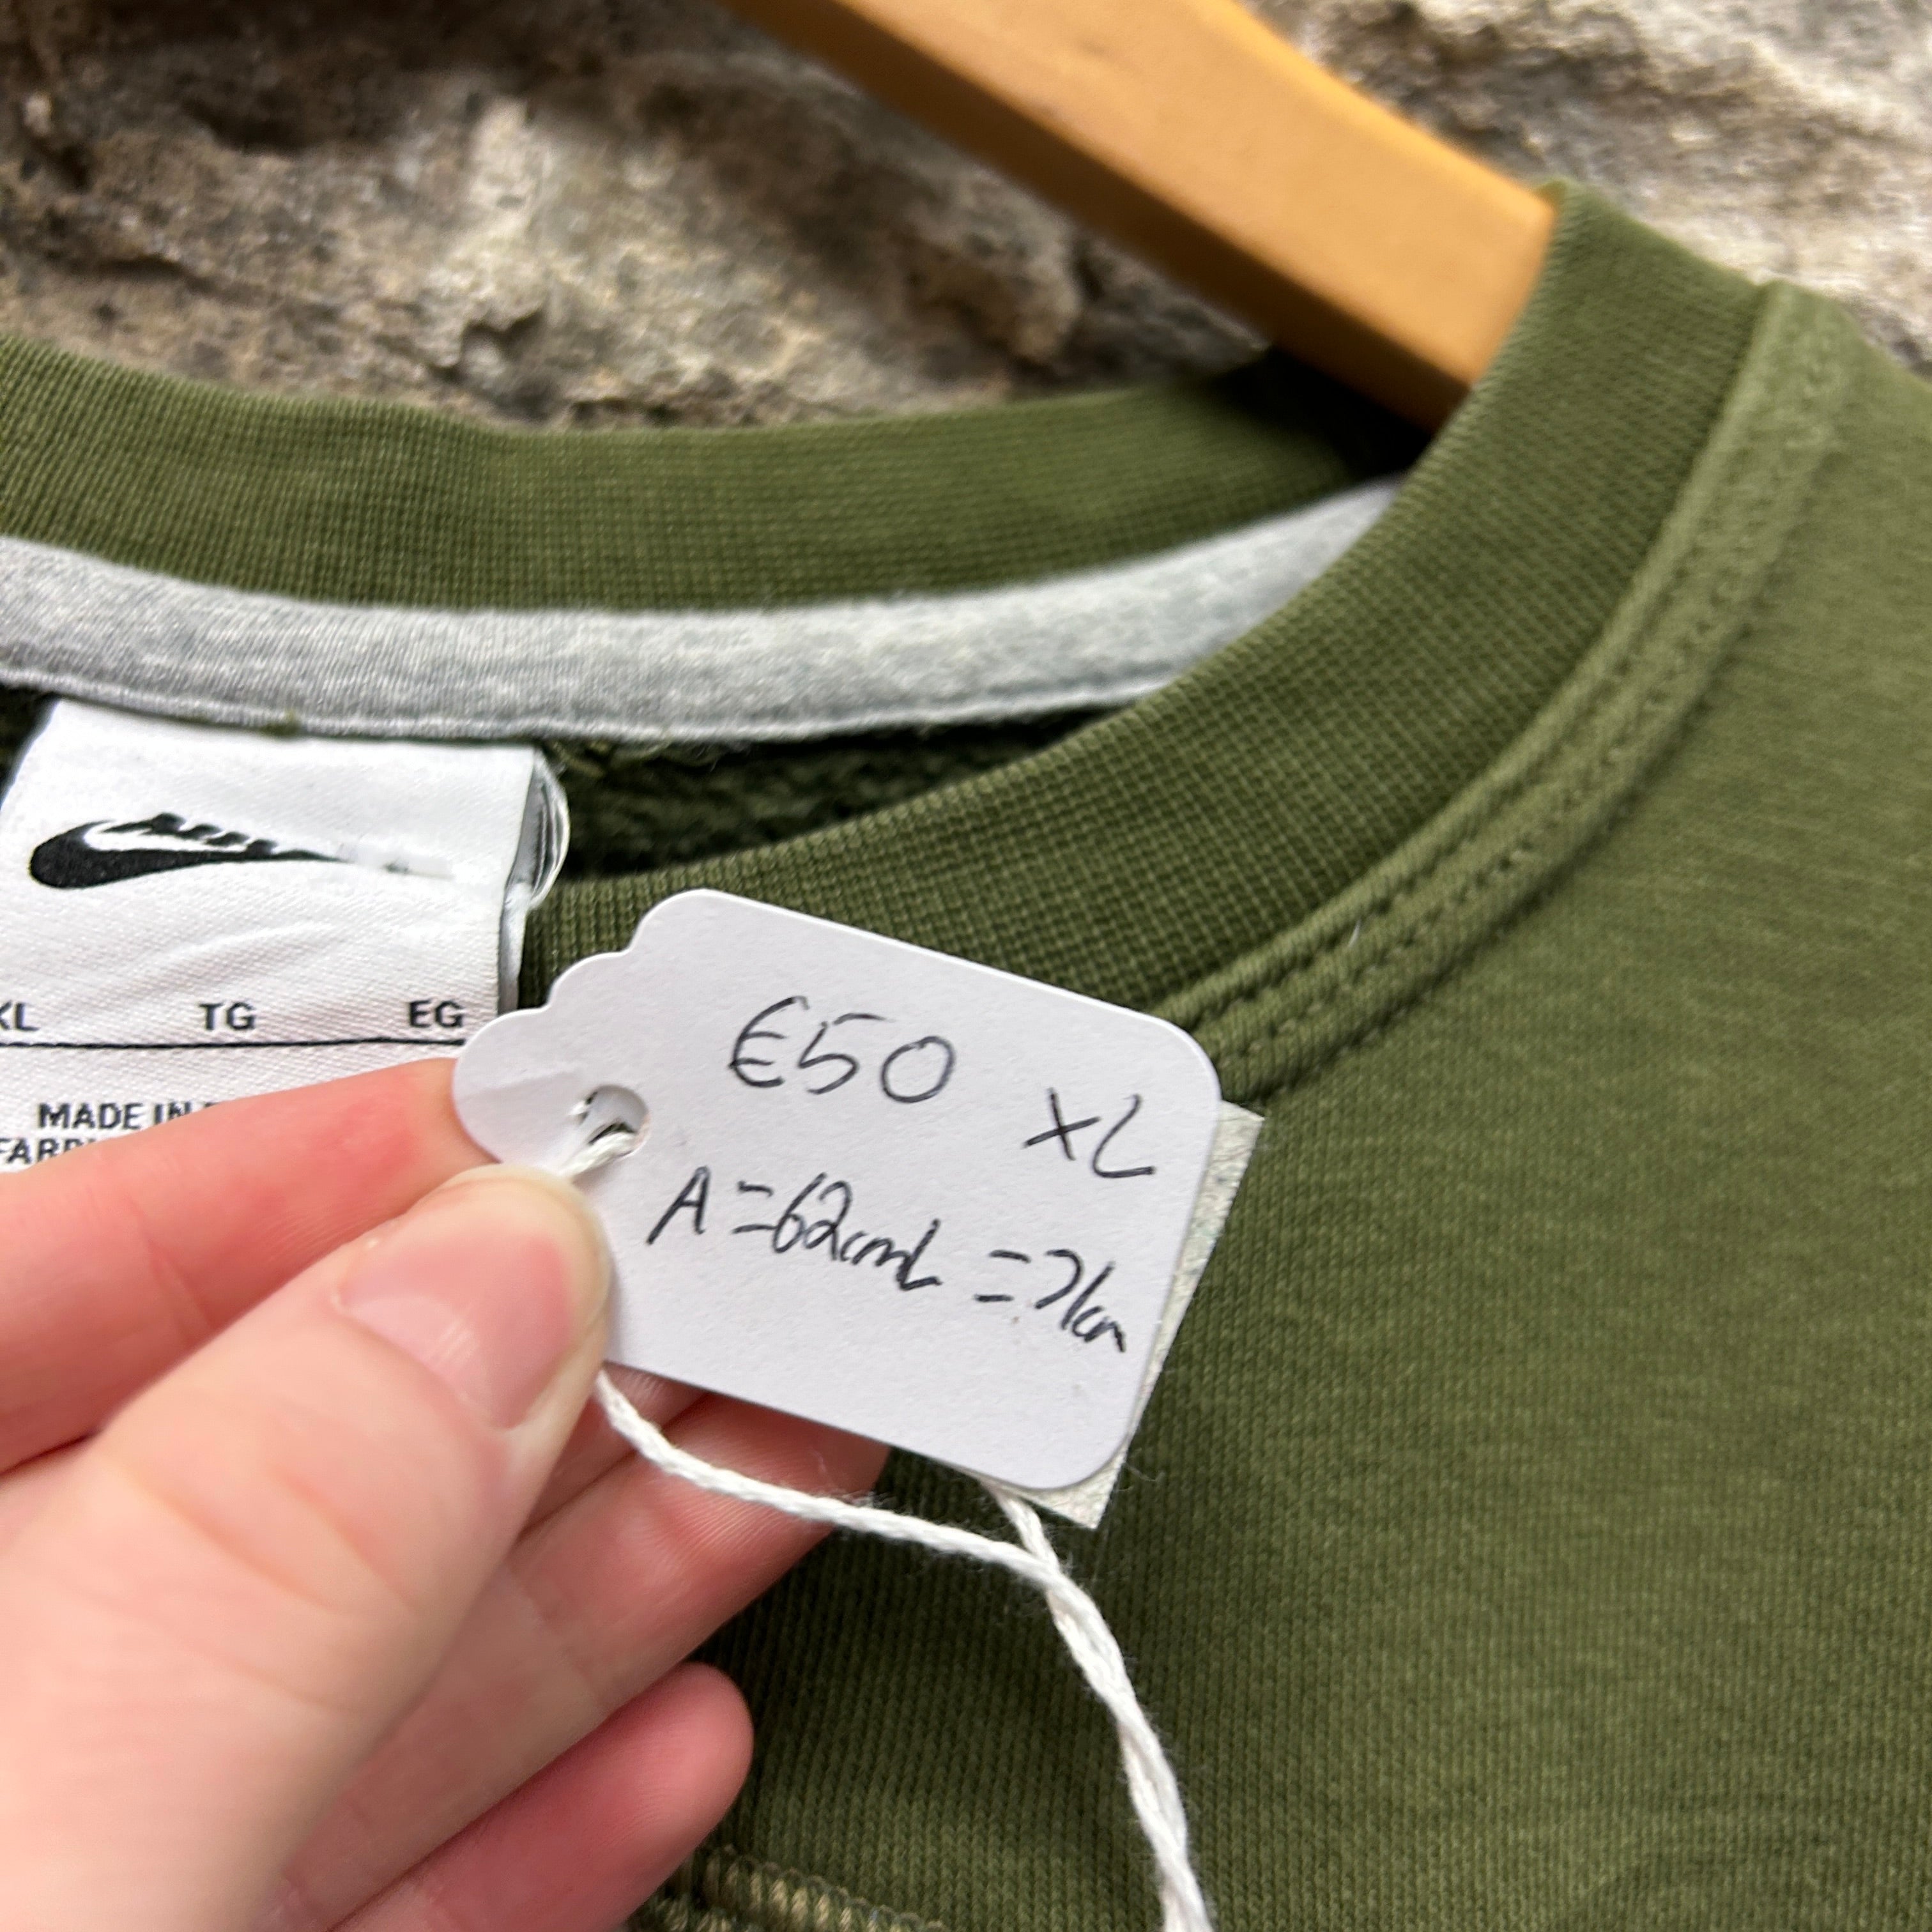 XL TG EG
MADE IN
€50
XL
A=62cm L=71cm